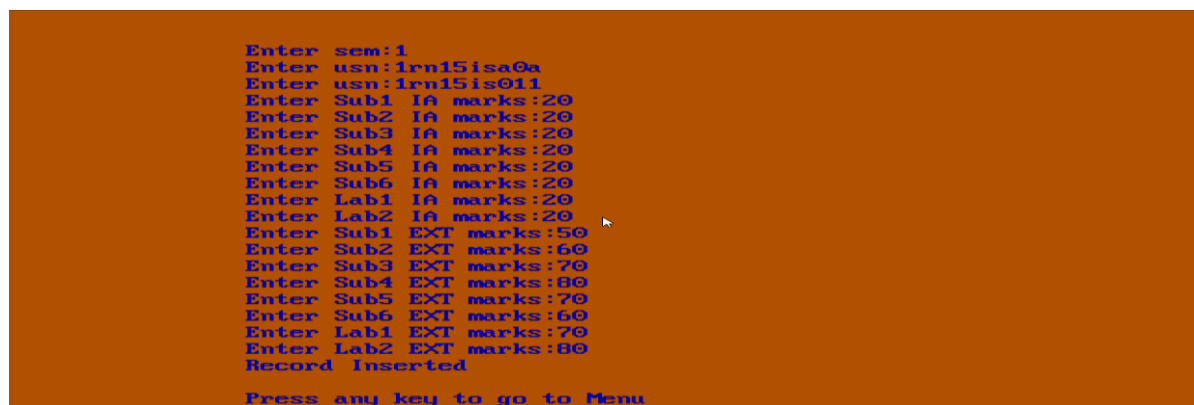 Enter sem:1
Enter usn:1rn15isa0a
Enter usn:1rn15is011
Enter Sub1 IA marks:20
Enter Sub2 IA marks:20
Enter Sub3 IA marks:20
Enter Sub4 IA marks:20
Enter Sub5 IA marks:20
Enter Sub6 IA marks:20
Enter Lab1 IA marks:20
Enter Lab2 IA marks:20
Enter Sub1 EXT marks:50
Enter Sub2 EXT marks:60
Enter Sub3 EXT marks:70
Enter Sub4 EXT marks:80
Enter Sub5 EXT marks:70
Enter Sub6 EXT marks:60
Enter Lab1 EXT marks:70
Enter Lab2 EXT marks:80
Record Inserted
Press any key to go to Menu